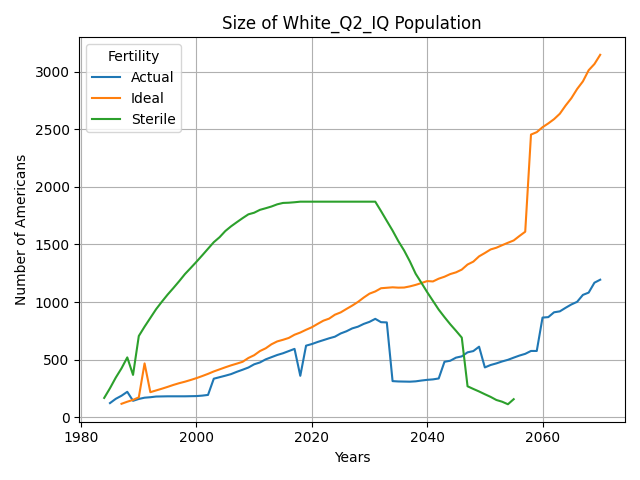 Size of White_Q2_IQ Population
Fertility
Actual
Ideal
Sterile
Number of Americans
3000
2500
2000
1500
1000
500
0
1980
2000
2020
2040
2060
Years